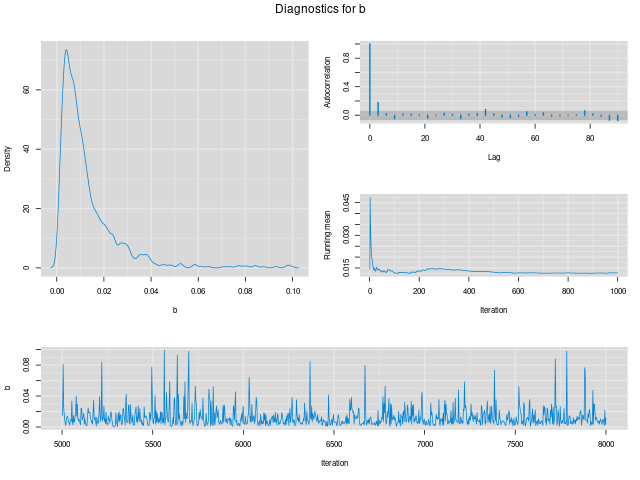 Diagnostics for b
Density
0 20 40 60
0.00 0.02 0.04 0.06 0.08 0.10
b
Autocorrelation
0.0 0.4 0.8
0 20 40 60 80
Lag
Running mean
0.015 0.030 0.045
0 200 400 600 800 1000
Iteration
b
0.00 0.04 0.08
5000 5500 6000 6500 7000 7500 8000
Iteration